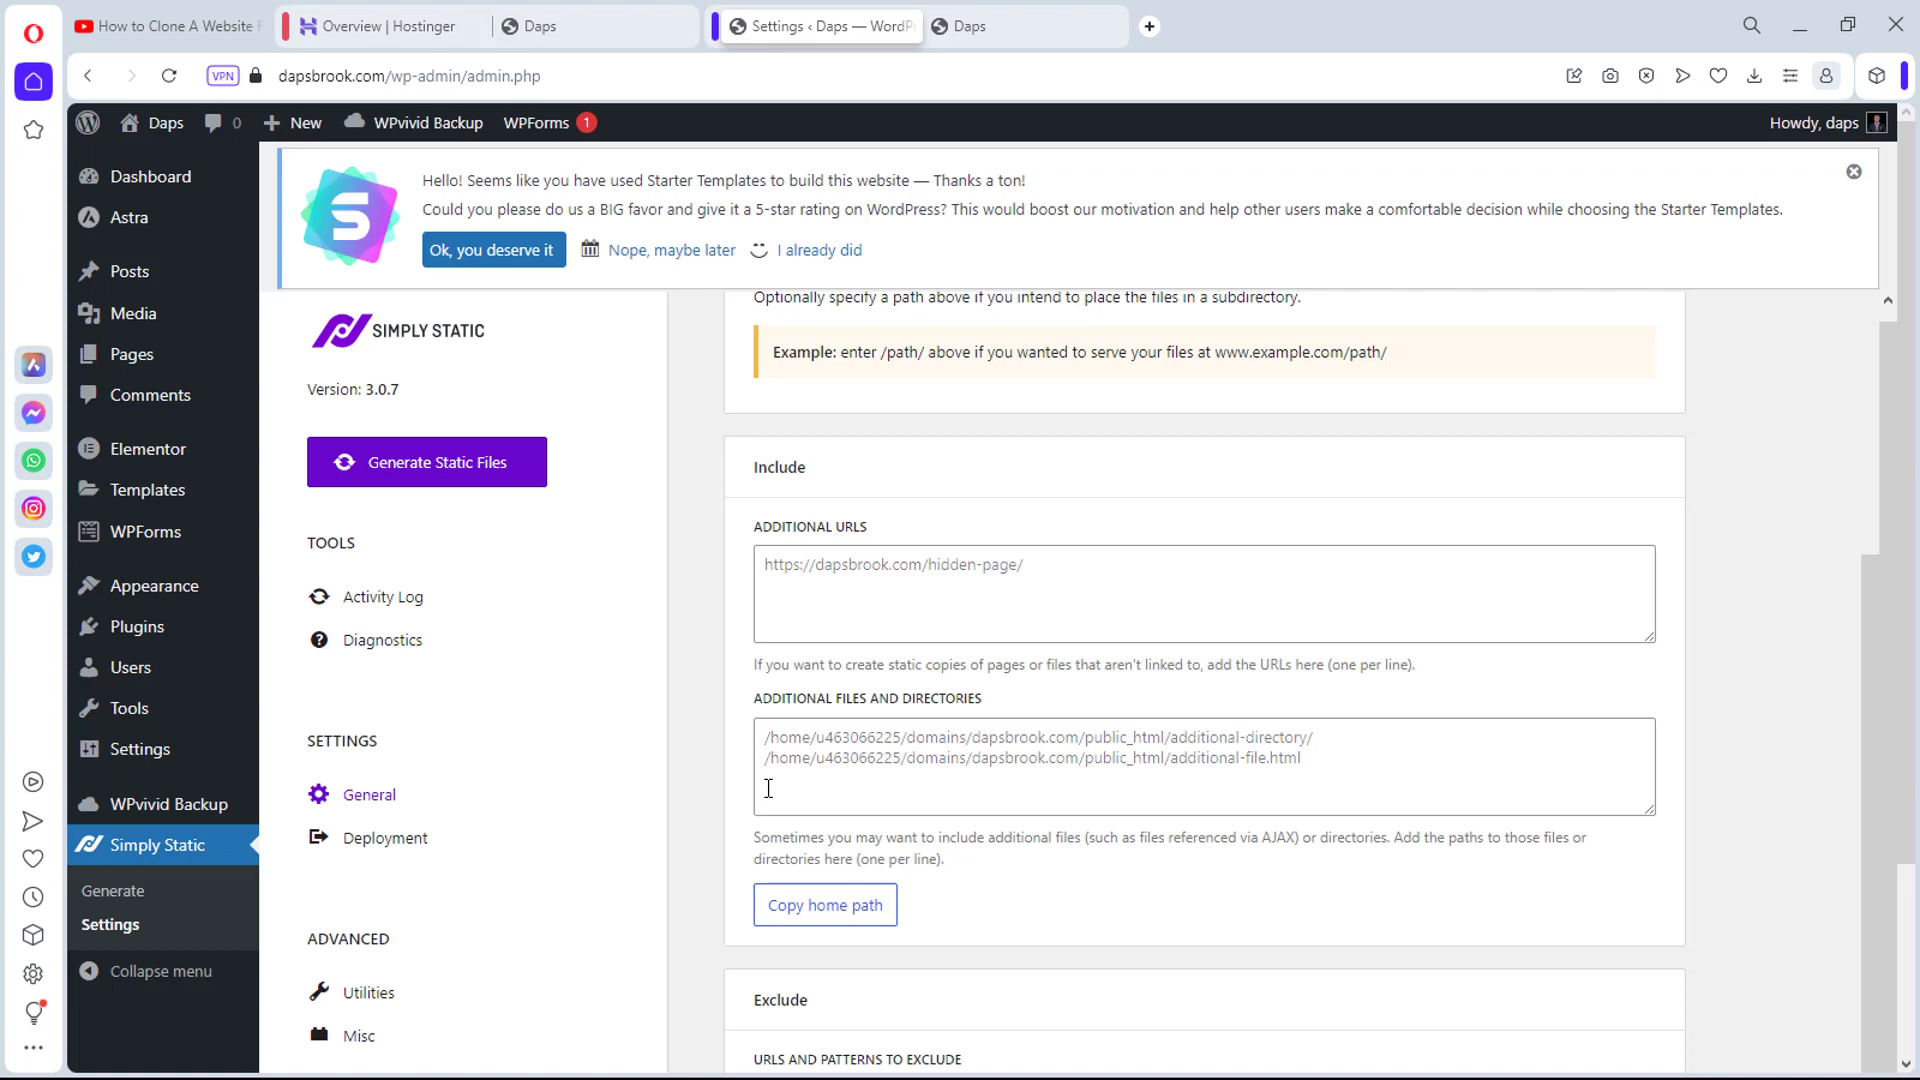 How to Clone A Website
Overview | Hostinger
Daps
Settings ‹ Daps — WordP
Daps
VPN
dapsbrook.com/wp-admin/admin.php
Daps
0
New
WPvivid Backup
WPForms
1
Howdy, daps
Dashboard
Astra
Posts
Media
Pages
Comments
Elementor
Templates
WPForms
Appearance
Plugins
Users
Tools
Settings
WPvivid Backup
Simply Static
Generate
Settings
Collapse menu
Hello! Seems like you have used Starter Templates to build this website — Thanks a ton!
Could you please do us a BIG favor and give it a 5-star rating on WordPress? This would boost our motivation and help other users make a comfortable decision while choosing the Starter Templates.
Ok, you deserve it
Nope, maybe later
I already did
SIMPLY STATIC
Version: 3.0.7
Generate Static Files
TOOLS
Activity Log
Diagnostics
SETTINGS
General
Deployment
ADVANCED
Utilities
Misc
Optionally specify a path above if you intend to place the files in a subdirectory.
Example: enter /path/ above if you wanted to serve your files at www.example.com/path/
Include
ADDITIONAL URLS
https://dapsbrook.com/hidden-page/
If you want to create static copies of pages or files that aren't linked to, add the URLs here (one per line).
ADDITIONAL FILES AND DIRECTORIES
/home/u463066225/domains/dapsbrook.com/public_html/additional-directory/
/home/u463066225/domains/dapsbrook.com/public_html/additional-file.html
Sometimes you may want to include additional files (such as files referenced via AJAX) or directories. Add the paths to those files or
directories here (one per line).
Copy home path
Exclude
URLS AND PATTERNS TO EXCLUDE